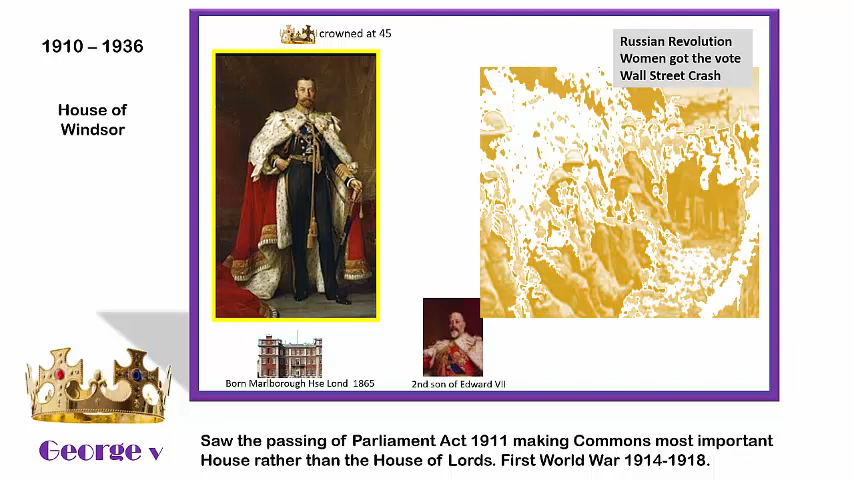 1910 – 1936
House of
Windsor
crowned at 45
Russian Revolution
Women got the vote
Wall Street Crash
Born Marlborough Hse Lond 1865
2nd son of Edward VII
George v
Saw the passing of Parliament Act 1911 making Commons most important
House rather than the House of Lords. First World War 1914-1918.